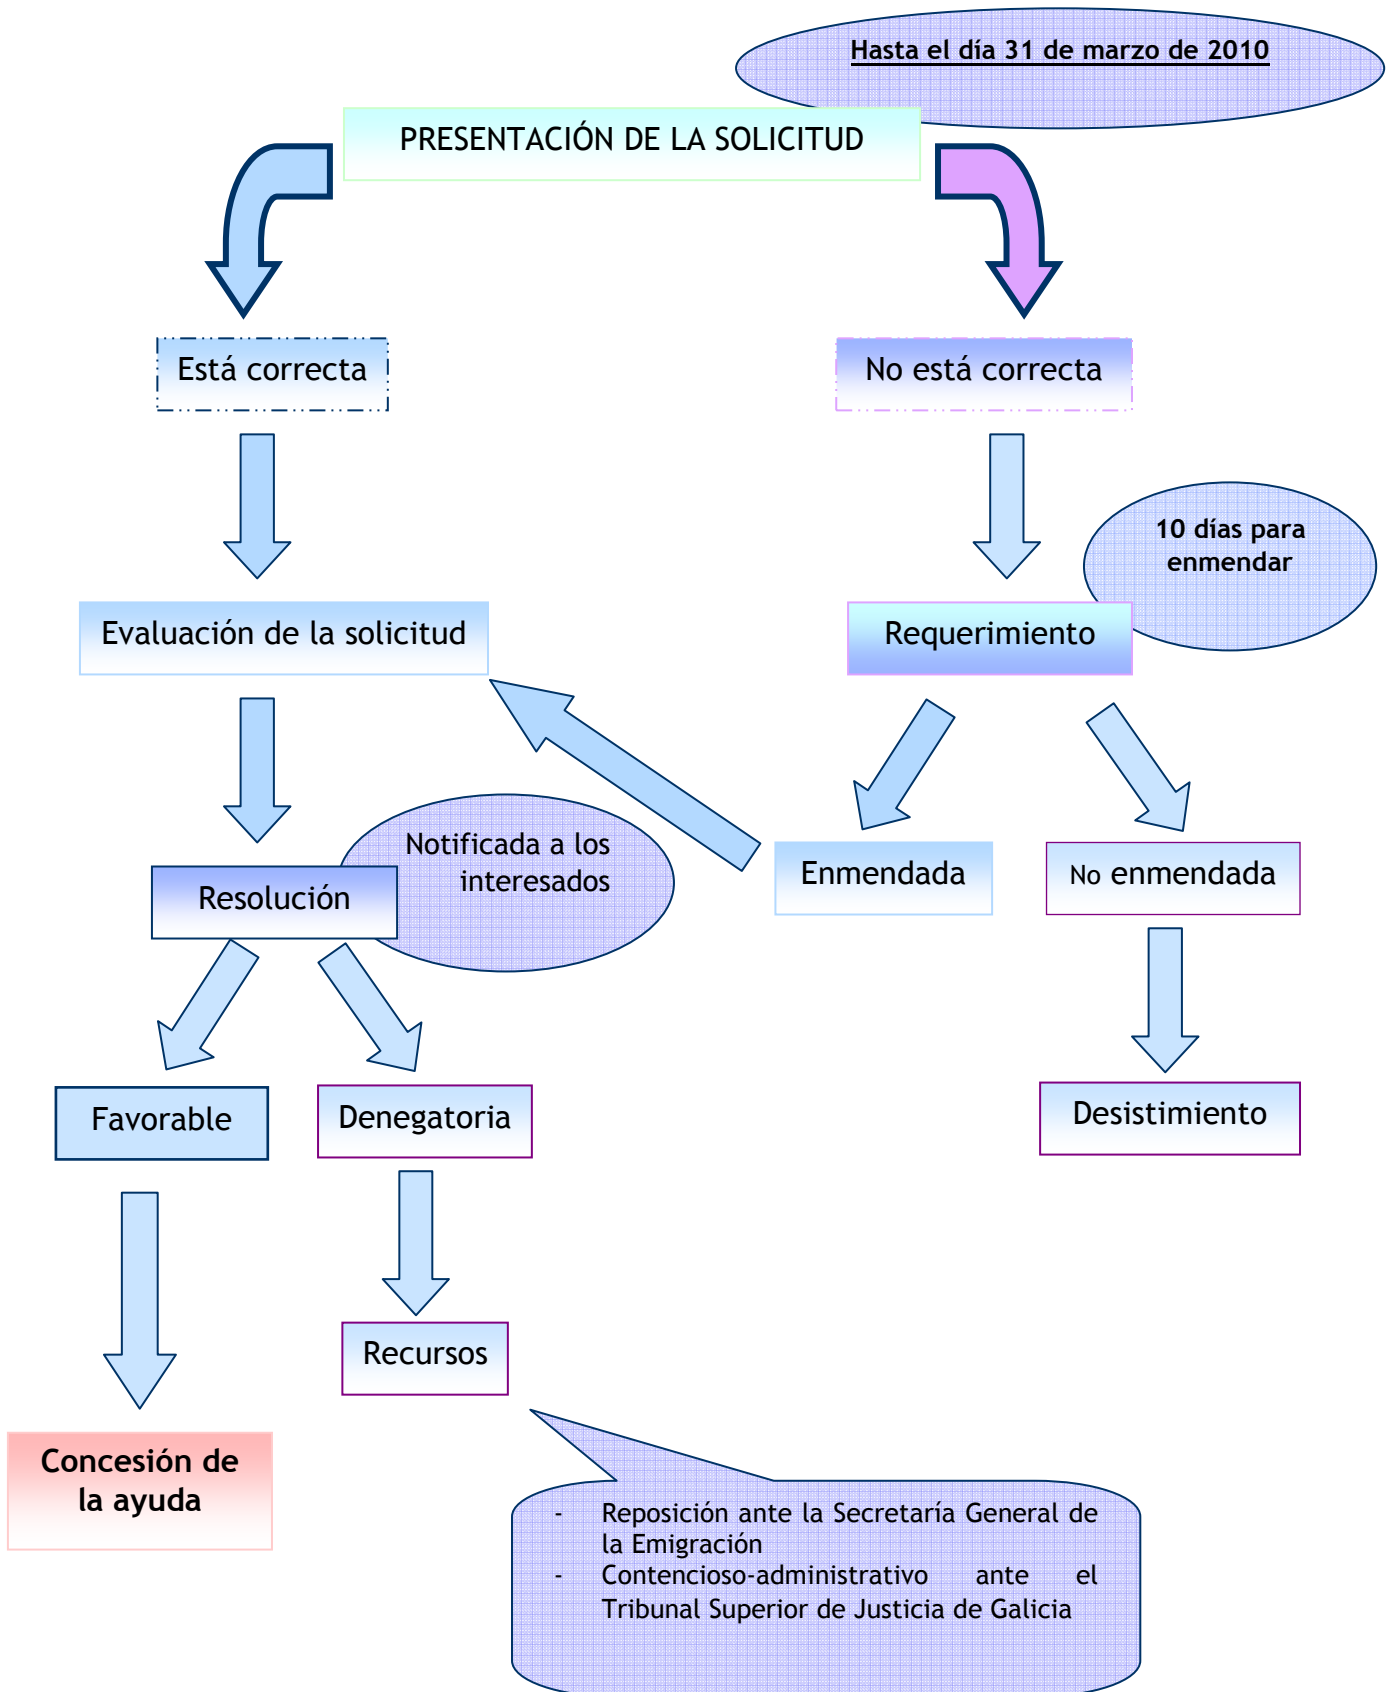 Hasta el día 31 de marzo de 2010
PRESENTACIÓN DE LA SOLICITUD
Está correcta
No está correcta
10 días para
enmendar
Evaluación de la solicitud
Requerimiento
Notificada a los
interesados
Resolución
Enmendada
No enmendada
Favorable
Denegatoria
Desistimiento
Recursos
Concesión de
la ayuda
- Reposición ante la Secretaría General de
la Emigración
- Contencioso-administrativo ante el
Tribunal Superior de Justicia de Galicia